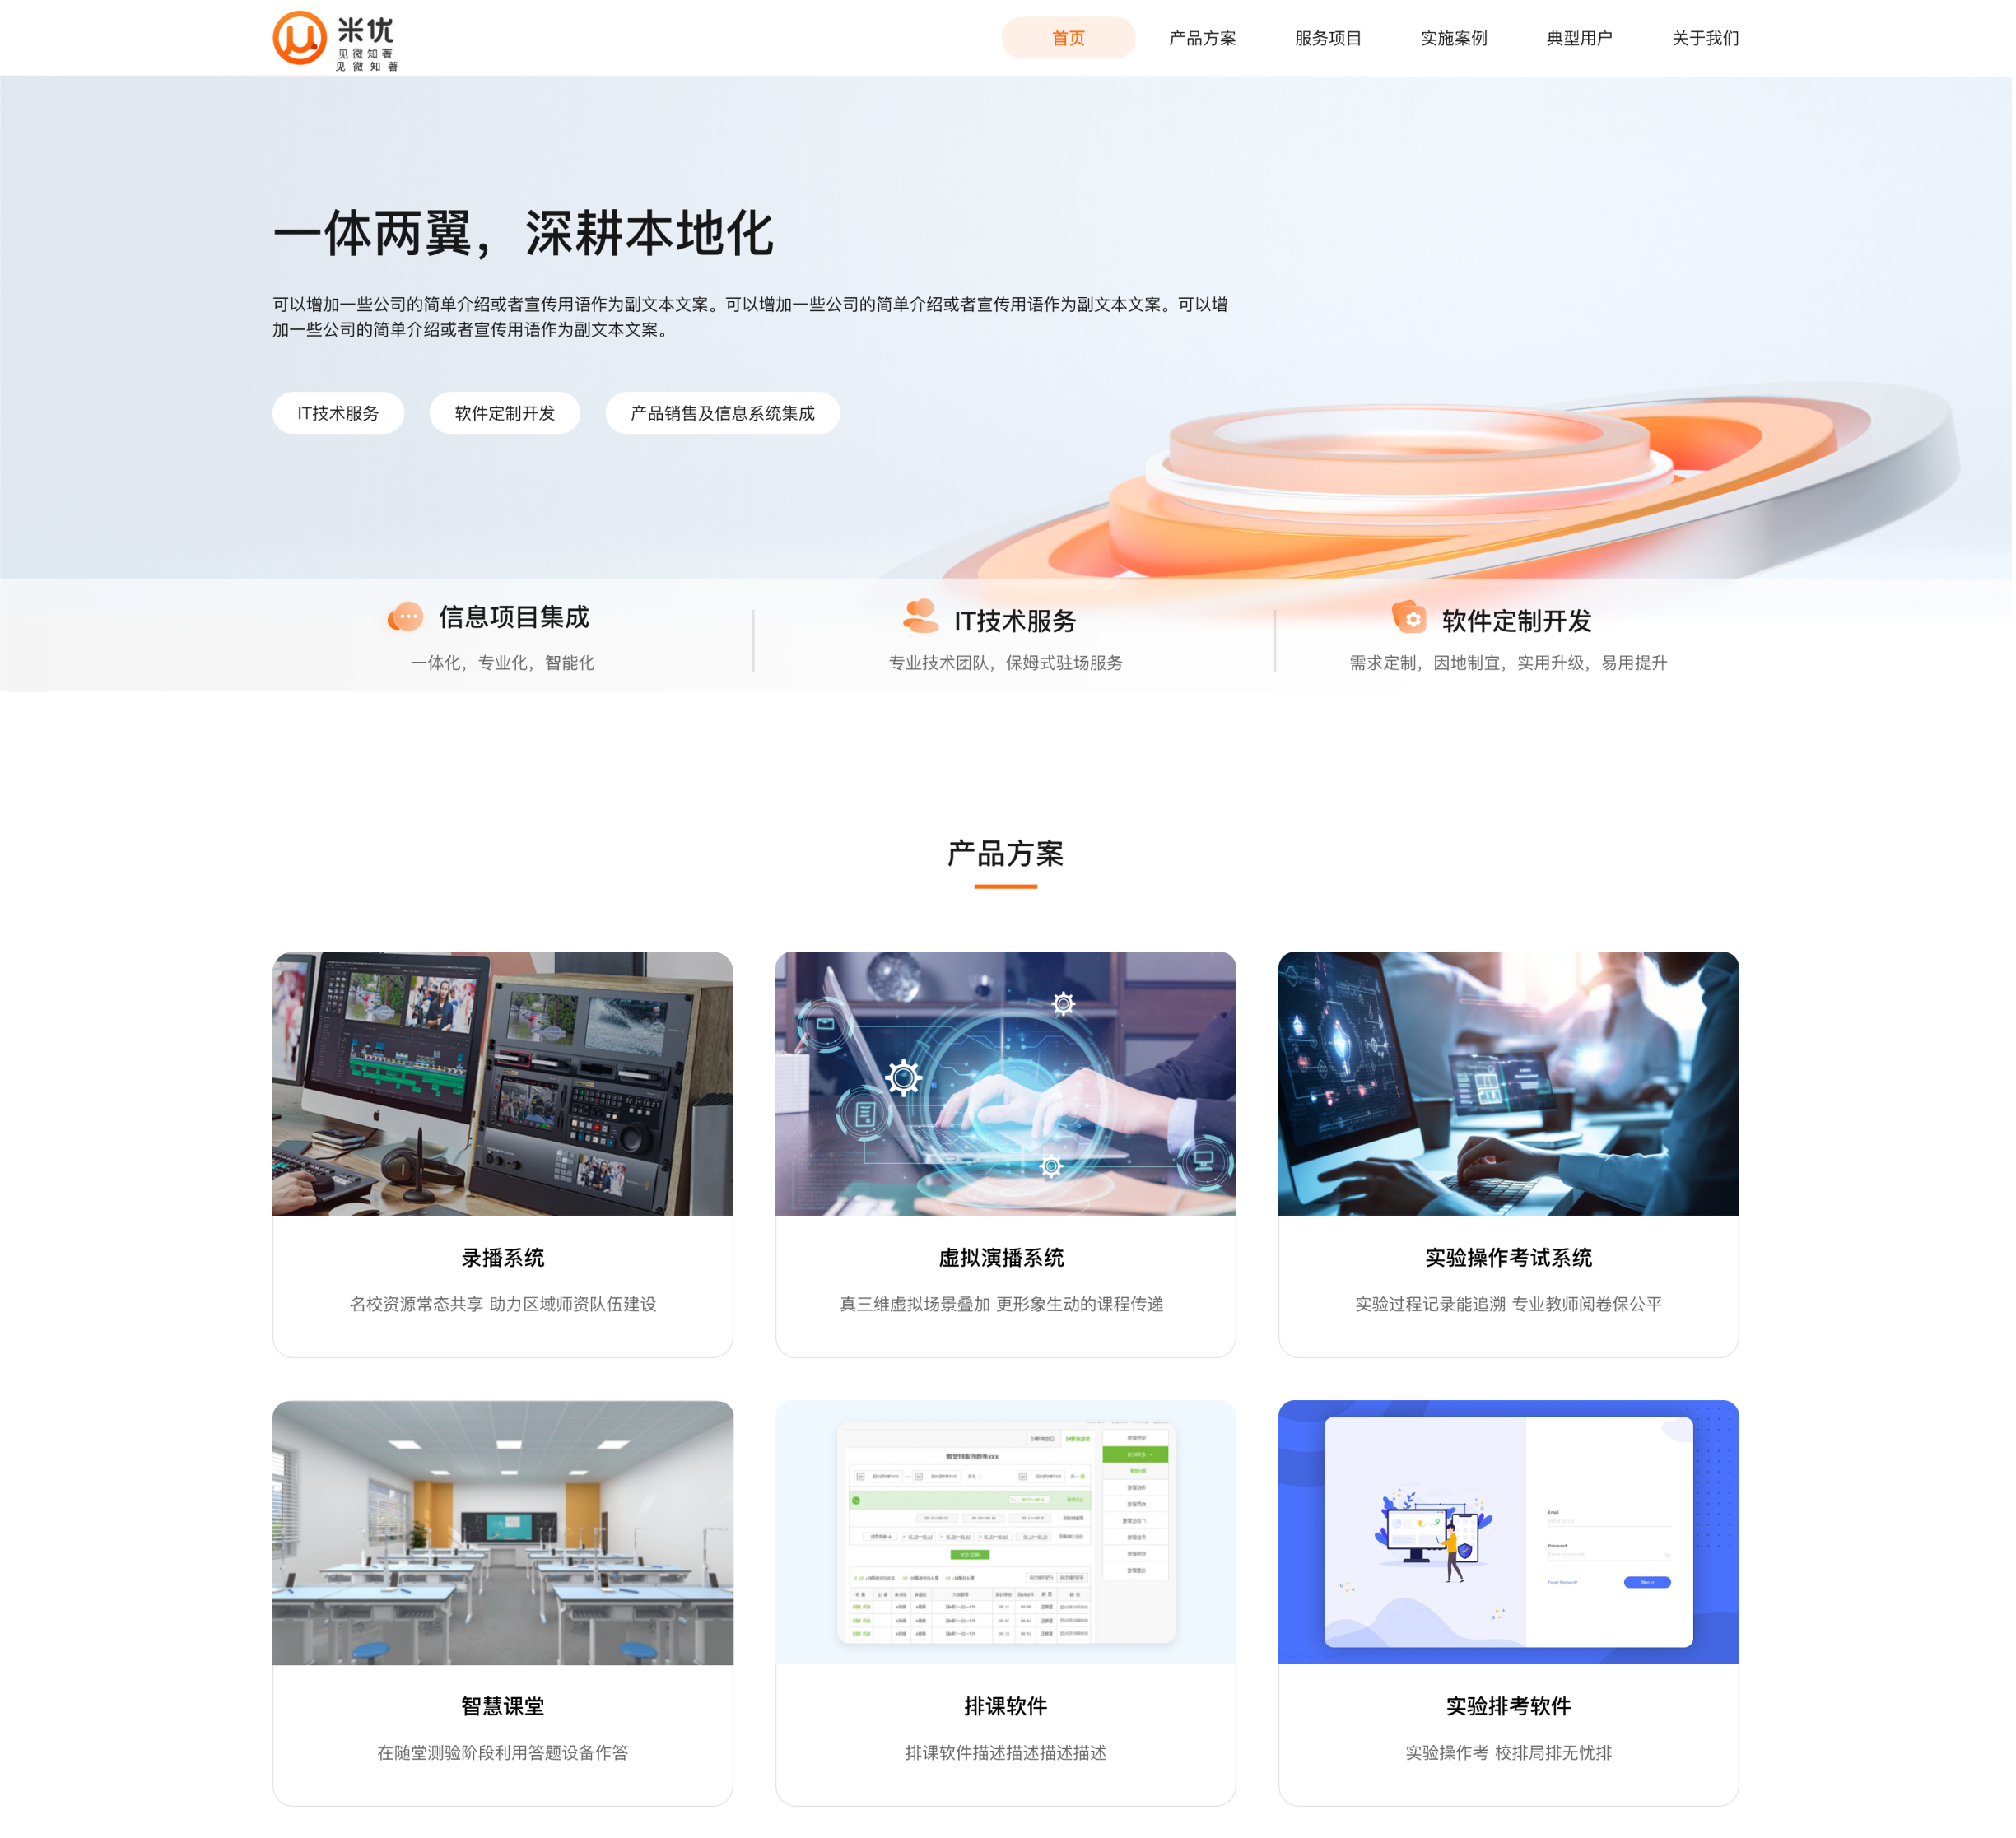 米优
见微知著
见微知著
首页
产品方案
服务项目
实施案例
典型用户
关于我们
一体两翼，深耕本地化
可以增加一些公司的简单介绍或者宣传用语作为副文本文案。可以增加一些公司的简单介绍或者宣传用语作为副文本文案。可以增
加一些公司的简单介绍或者宣传用语作为副文本文案。
IT技术服务
软件定制开发
产品销售及信息系统集成
信息项目集成
一体化，专业化，智能化
IT技术服务
专业技术团队，保姆式驻场服务
软件定制开发
需求定制，因地制宜，实用升级，易用提升
产品方案
录播系统
名校资源常态共享 助力区域师资队伍建设
虚拟演播系统
真三维虚拟场景叠加 更形象生动的课程传递
实验操作考试系统
实验过程记录能追溯 专业教师阅卷保公平
智慧课堂
在随堂测验阶段利用答题设备作答
排课软件
排课软件描述描述描述描述
Email
Password
Forgot Password?
Sign In
实验排考软件
实验操作考 校排局排无忧排